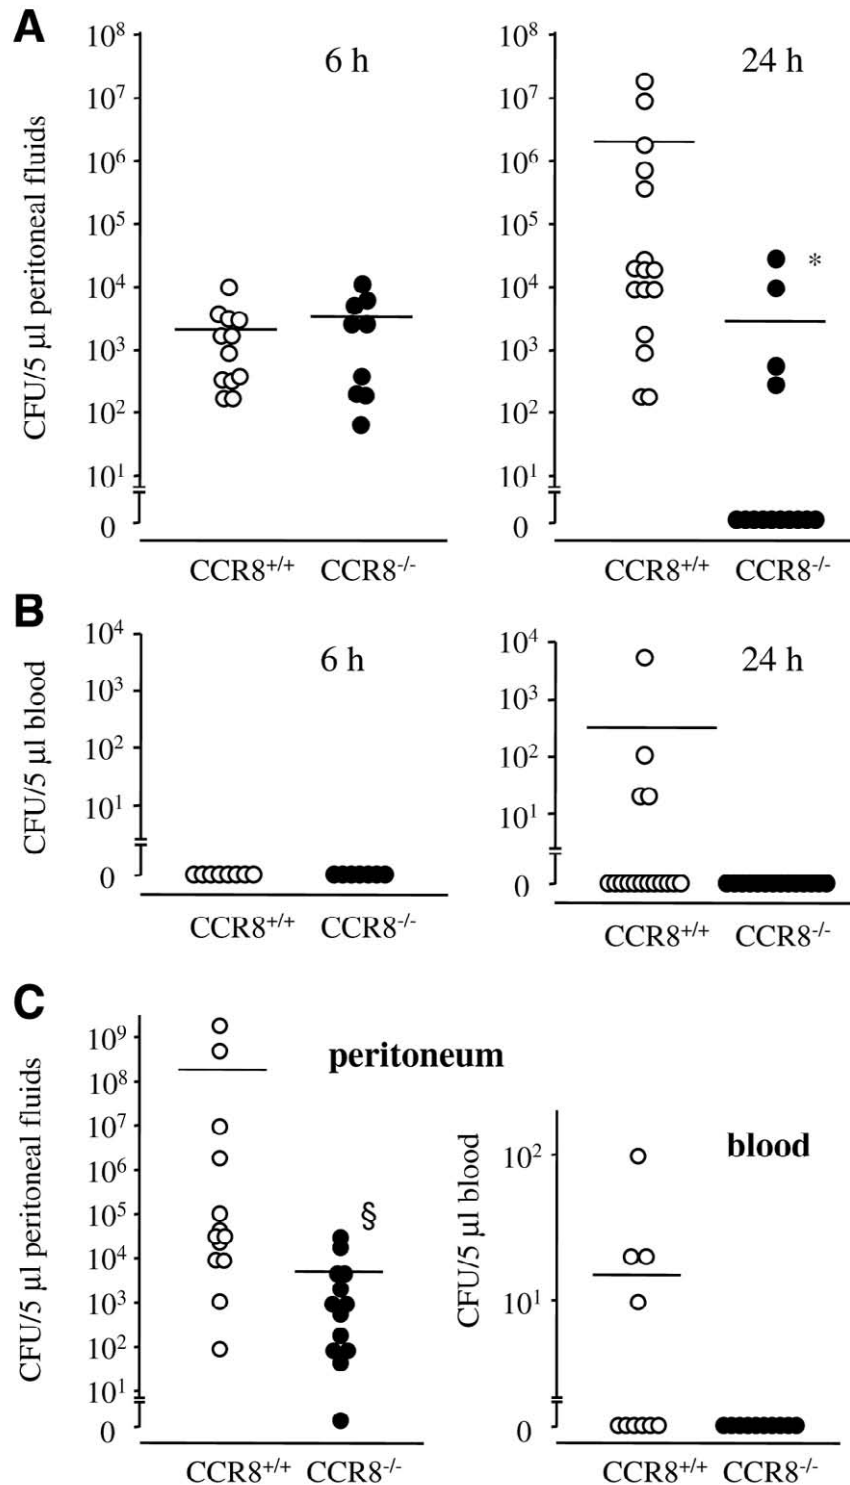 A
CFU/5 µl peritoneal fluids
10⁸
10⁷
10⁶
10⁵
10⁴
10³
10²
10¹
0
6 h
CCR8⁺/⁺ CCR8⁻/⁻
10⁸
10⁷
10⁶
10⁵
10⁴
10³
10²
10¹
0
24 h
*
CCR8⁺/⁺ CCR8⁻/⁻
B
CFU/5 µl blood
10⁴
10³
10²
10¹
0
6 h
CCR8⁺/⁺ CCR8⁻/⁻
10⁴
10³
10²
10¹
0
24 h
CCR8⁺/⁺ CCR8⁻/⁻
C
CFU/5 µl peritoneal fluids
10⁹
10⁸
10⁷
10⁶
10⁵
10⁴
10³
10²
10¹
0
peritoneum
§
CCR8⁺/⁺ CCR8⁻/⁻
CFU/5 µl blood
10²
10¹
0
blood
CCR8⁺/⁺ CCR8⁻/⁻